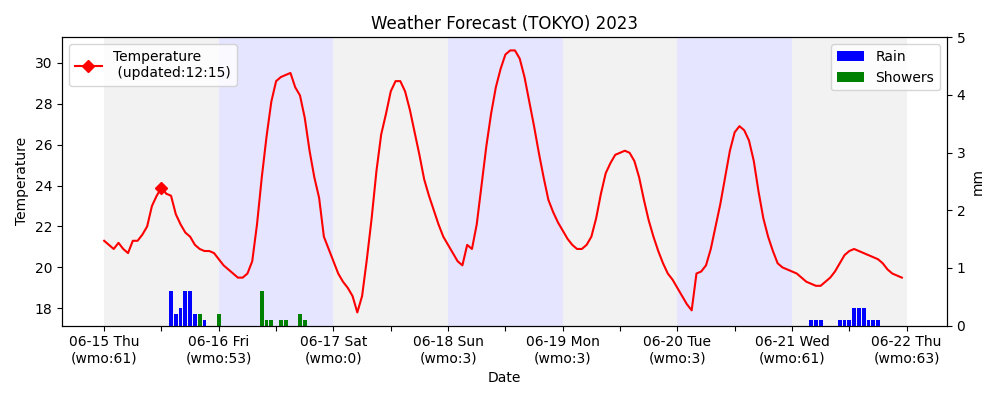 Weather Forecast (TOKYO) 2023
Temperature
(updated:12:15)
Rain
Showers
Temperature
30
28
26
24
22
20
18
5
4
3
2
1
0
mm
06-15 Thu
(wmo:61)
06-16 Fri
(wmo:53)
06-17 Sat
(wmo:0)
06-18 Sun
(wmo:3)
06-19 Mon
(wmo:3)
06-20 Tue
(wmo:3)
06-21 Wed
(wmo:61)
06-22 Thu
(wmo:63)
Date